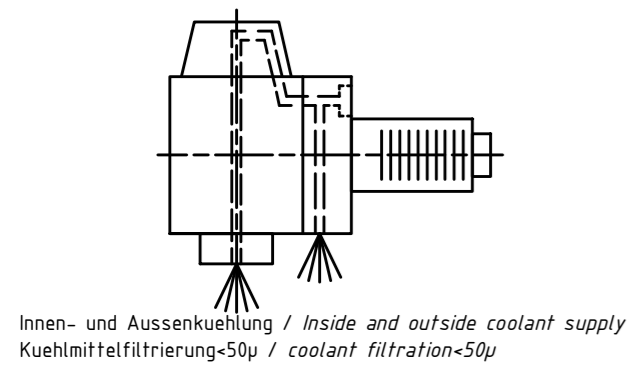 Innen- und Aussenkuehlung / Inside and outside coolant supply
Kuehlmittelfiltrierung<50µ / coolant filtration<50µ